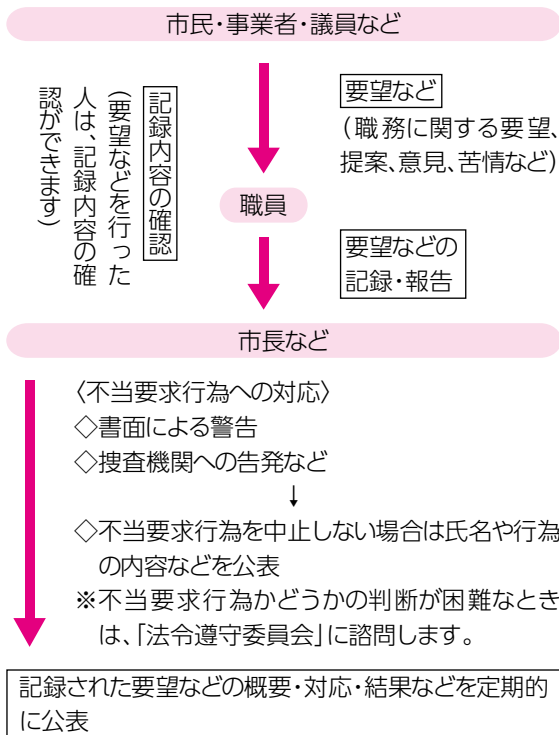 市民・事業者・議員など
要望など
(職務に関する要望、
提案、意見、苦情など)
記録内容の確認
(要望などを行った
人は、記録内容の確
認ができます)
職員
要望などの
記録・報告
市長など
〈不当要求行為への対応〉
◇書面による警告
◇捜査機関への告発など
↓
◇不当要求行為を中止しない場合は氏名や行為
の内容などを公表
※不当要求行為かどうかの判断が困難なとき
は、「法令遵守委員会」に諮問します。
記録された要望などの概要・対応・結果などを定期的
に公表